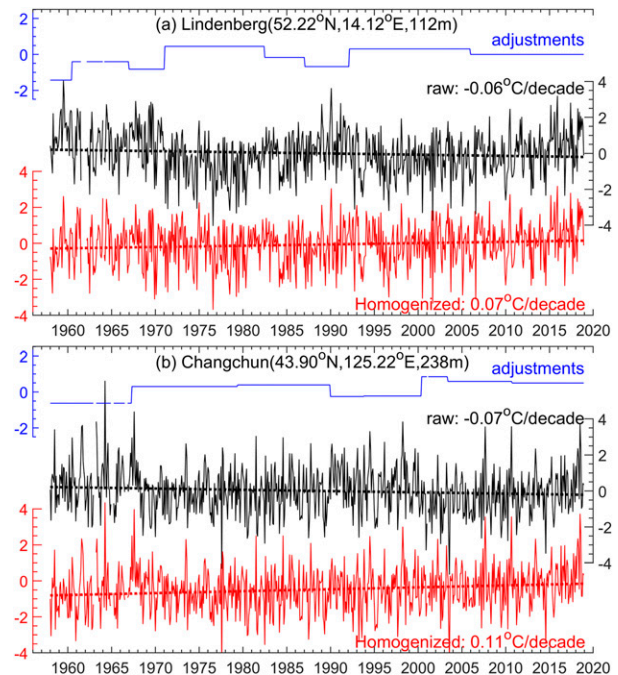 (a) Lindenberg(52.22°N,14.12°E,112m)
2
0
-2
adjustments
raw: -0.06°C/decade
4
2
0
-2
-4
4
2
0
-2
-4
Homogenized: 0.07°C/decade
1960 1965 1970 1975 1980 1985 1990 1995 2000 2005 2010 2015 2020
(b) Changchun(43.90°N,125.22°E,238m)
2
0
-2
adjustments
raw: -0.07°C/decade
4
2
0
-2
-4
4
2
0
-2
-4
Homogenized: 0.11°C/decade
1960 1965 1970 1975 1980 1985 1990 1995 2000 2005 2010 2015 2020